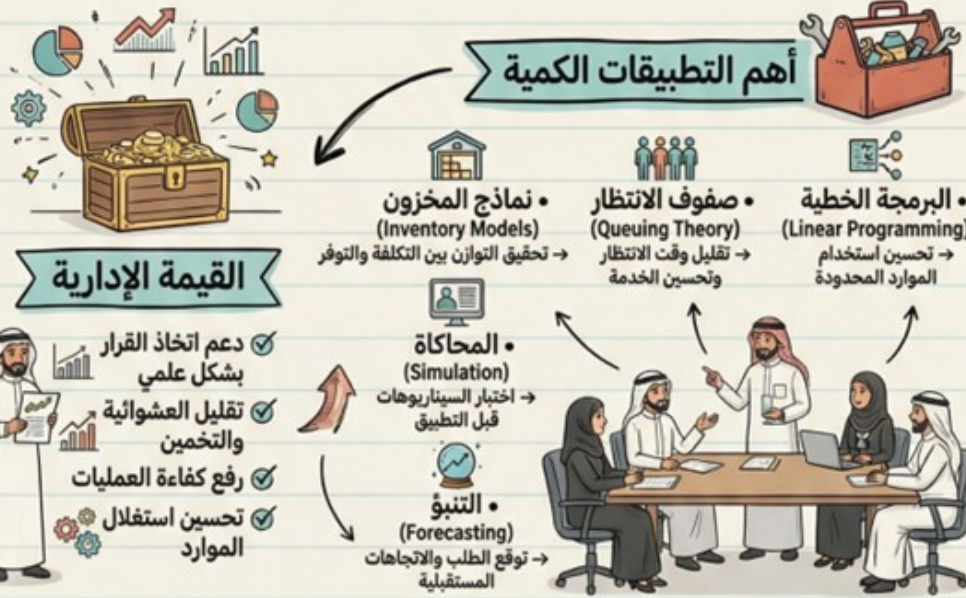 أهم التطبيقات الكمية
• البرمجة الخطية
(Linear Programming)
→ تحسين استخدام
الموارد المحدودة
• صفوف الانتظار
(Queuing Theory)
→ تقليل وقت الانتظار
وتحسين الخدمة
• نماذج المخزون
(Inventory Models)
→ تحقيق التوازن بين التكلفة والتوفر
• المحاكاة
(Simulation)
→ اختبار السيناريوهات
قبل التطبيق
• التنبؤ
(Forecasting)
→ توقع الطلب والاتجاهات
المستقبلية
القيمة الإدارية
دعم اتخاذ القرار
بشكل علمي
تقليل العشوائية
والتخمين
رفع كفاءة العمليات
تحسين استغلال
الموارد